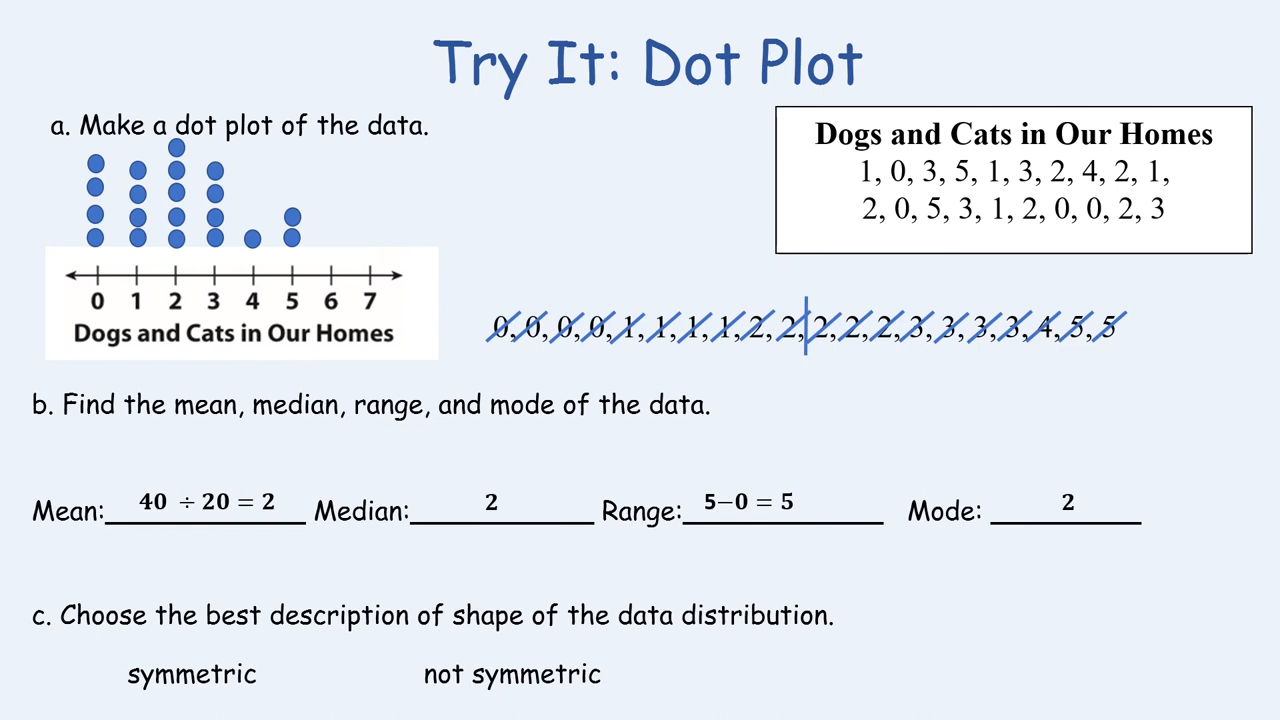 Try It: Dot Plot
a. Make a dot plot of the data.
0 1 2 3 4 5 6 7
Dogs and Cats in Our Homes
Dogs and Cats in Our Homes
1, 0, 3, 5, 1, 3, 2, 4, 2, 1,
2, 0, 5, 3, 1, 2, 0, 0, 2, 3
0, 0, 0, 0, 1, 1, 1, 1, 2, 2, 2, 2, 2, 3, 3, 3, 3, 4, 5, 5
b. Find the mean, median, range, and mode of the data.
Mean: 40 ÷ 20 = 2 Median: 2 Range: 5−0 = 5 Mode: 2
c. Choose the best description of shape of the data distribution.
symmetric not symmetric